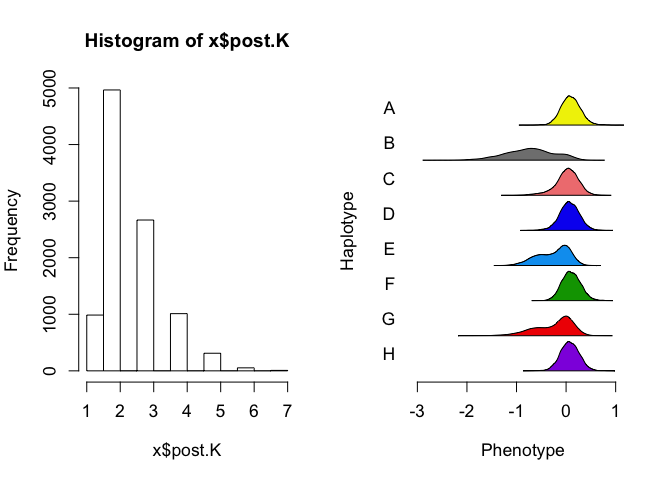 Histogram of x$post.K
Frequency
0
1000
2000
3000
4000
5000
1 2 3 4 5 6 7
x$post.K
Haplotype
A
B
C
D
E
F
G
H
-3 -2 -1 0 1
Phenotype